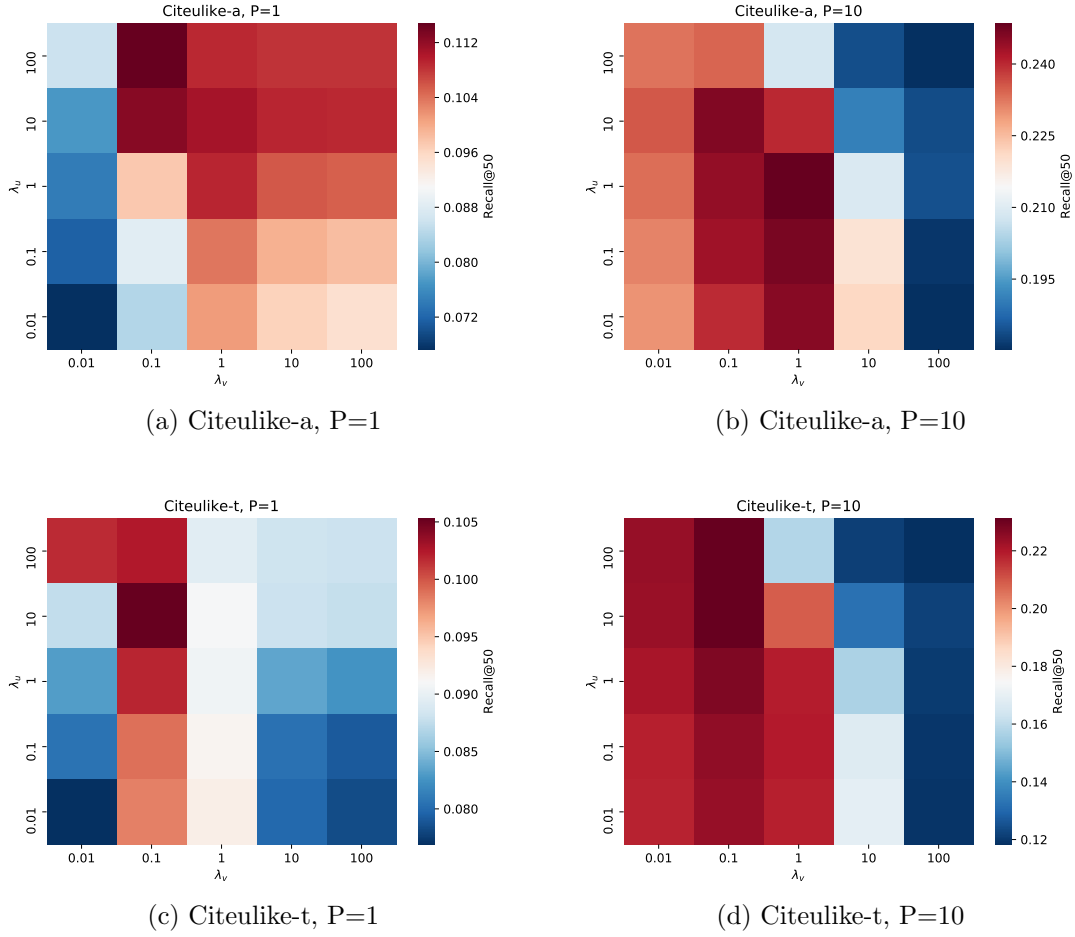 Citeulike-a, P=1
100
10
1
0.1
0.01
λu
0.01 0.1 1 10 100
λv
0.112
0.104
0.096
0.088
0.080
0.072
Recall@50
(a) Citeulike-a, P=1
Citeulike-a, P=10
100
10
1
0.1
0.01
λu
0.01 0.1 1 10 100
λv
0.240
0.225
0.210
0.195
Recall@50
(b) Citeulike-a, P=10
Citeulike-t, P=1
100
10
1
0.1
0.01
λu
0.01 0.1 1 10 100
λv
0.105
0.100
0.095
0.090
0.085
0.080
Recall@50
(c) Citeulike-t, P=1
Citeulike-t, P=10
100
10
1
0.1
0.01
λu
0.01 0.1 1 10 100
λv
0.22
0.20
0.18
0.16
0.14
0.12
Recall@50
(d) Citeulike-t, P=10